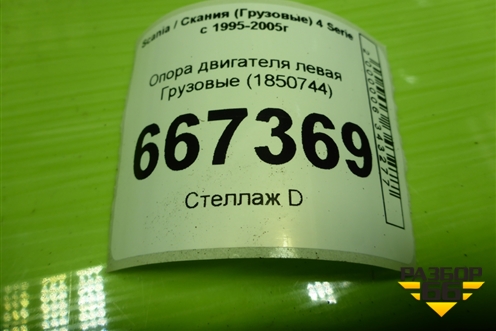 Scania / Скания (Грузовые) 4 Serie
с 1995-2005г
Опора двигателя левая
Грузовые (1850744)
667369
Стеллаж D
РАЗБОР